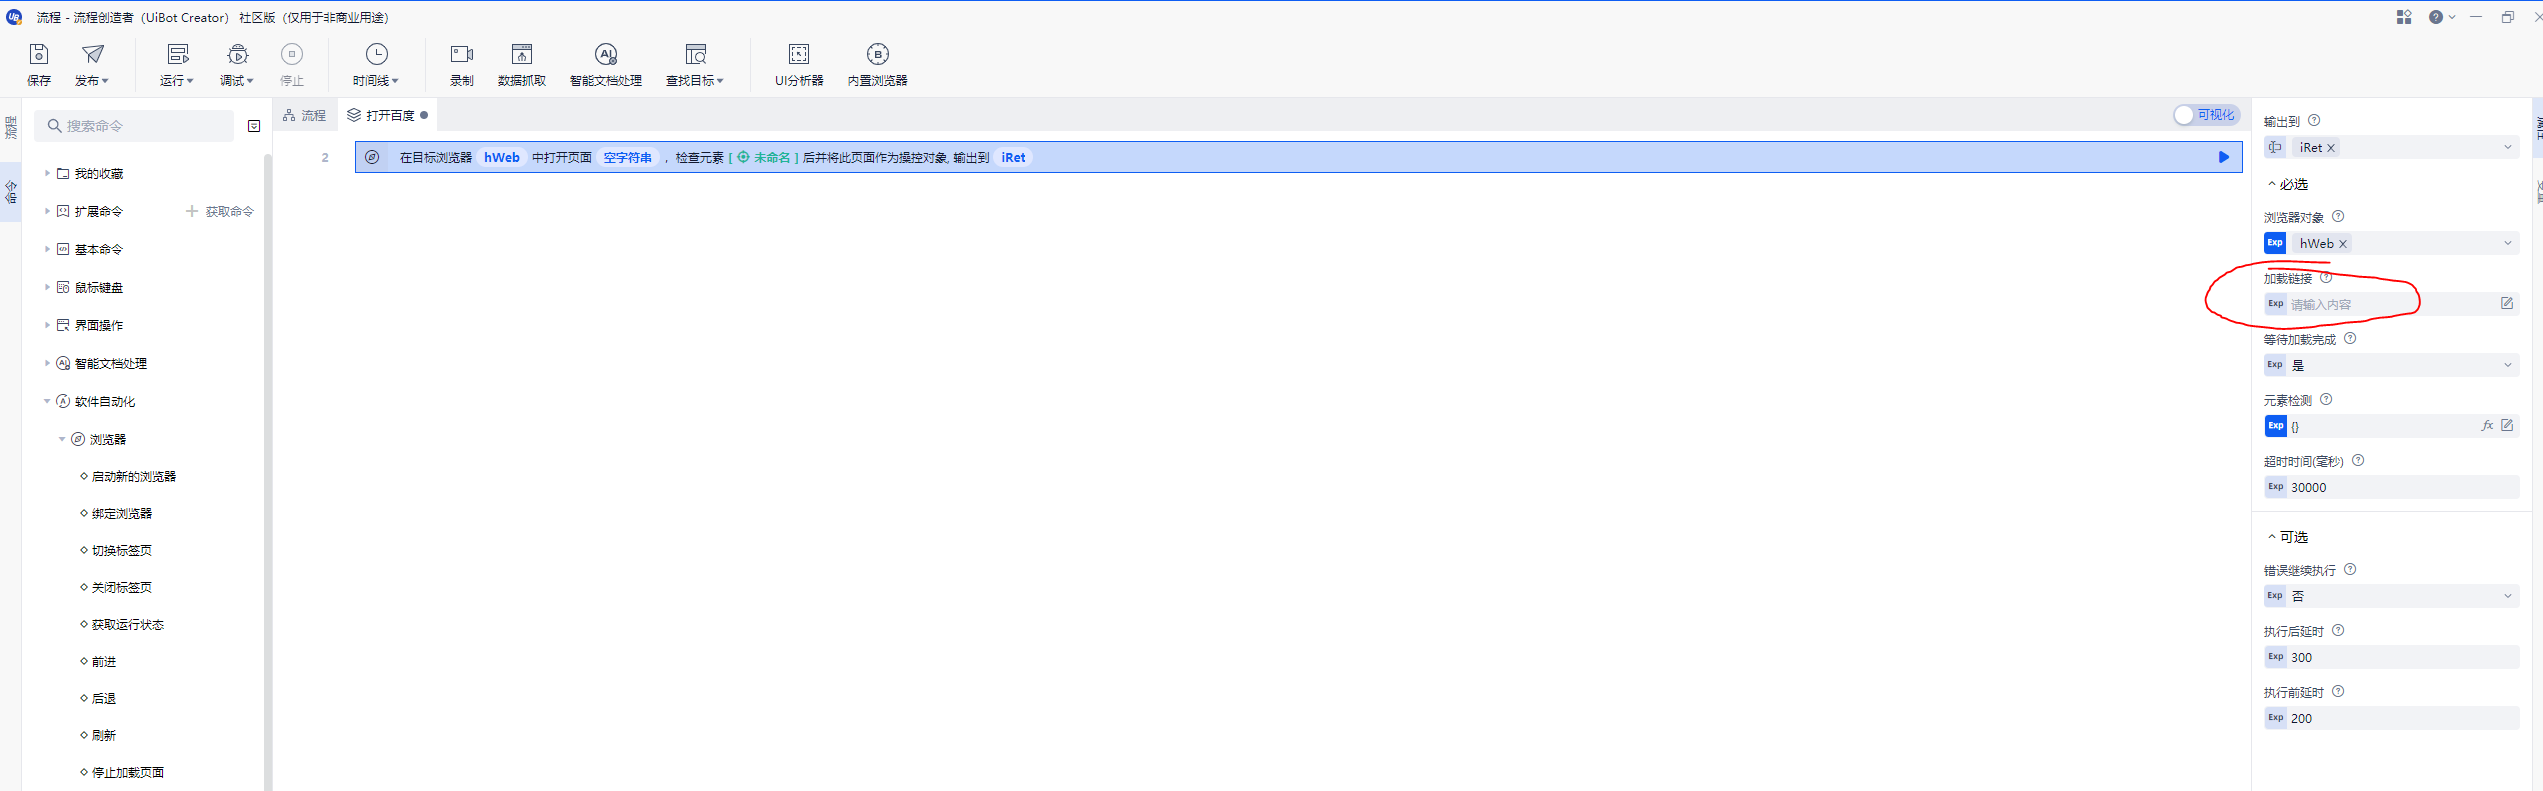 流程 - 流程创造者（UiBot Creator） 社区版（仅用于非商业用途）
保存
发布
运行
调试
停止
时间线
录制
数据抓取
智能文档处理
查找目标
UI分析器
内置浏览器
流程
命令
搜索命令
我的收藏
扩展命令 获取命令
基本命令
鼠标键盘
界面操作
智能文档处理
软件自动化
浏览器
启动新的浏览器
绑定浏览器
切换标签页
关闭标签页
获取运行状态
前进
后退
刷新
停止加载页面
流程 打开百度 可视化
2 在目标浏览器 hWeb 中打开页面 空字符串 ，检查元素 [ 未命名 ] 后并将此页面作为操控对象, 输出到 iRet
输出到
iRet
必选
浏览器对象
Exp hWeb
加载链接
Exp 请输入内容
等待加载完成
Exp 是
元素检测
Exp {} fx
超时时间(毫秒)
Exp 30000
可选
错误继续执行
Exp 否
执行后延时
Exp 300
执行前延时
Exp 200